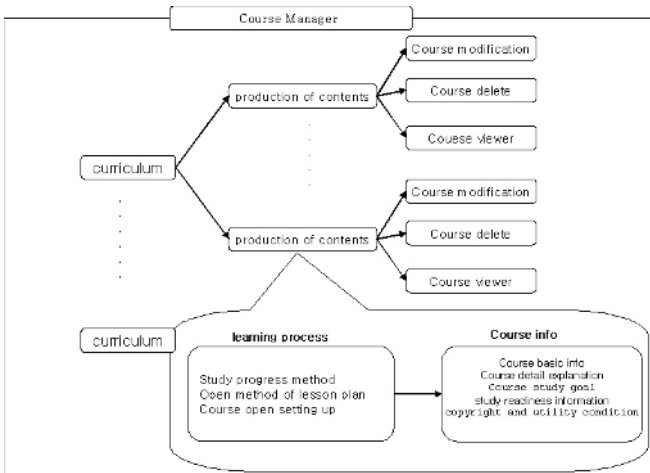 Course Manager
Course modification
production of contents
Course delete
Couese viewer
curriculum
Course modification
production of contents
Course delete
Course viewer
curriculum
learning process
Study progress method
Open method of lesson plan
Course open setting up
Course info
Course basic info
Course detail explanation
Course study goal
study readiness information
copyright and utility condition